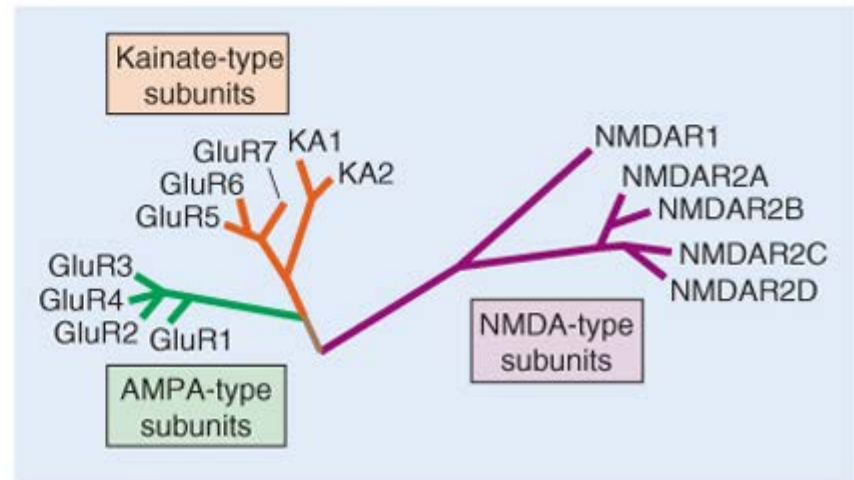 Kainate-type
subunits
GluR7
KA1
GluR6
KA2
GluR5
GluR3
GluR4
GluR2
GluR1
AMPA-type
subunits
NMDAR1
NMDAR2A
NMDAR2B
NMDAR2C
NMDAR2D
NMDA-type
subunits